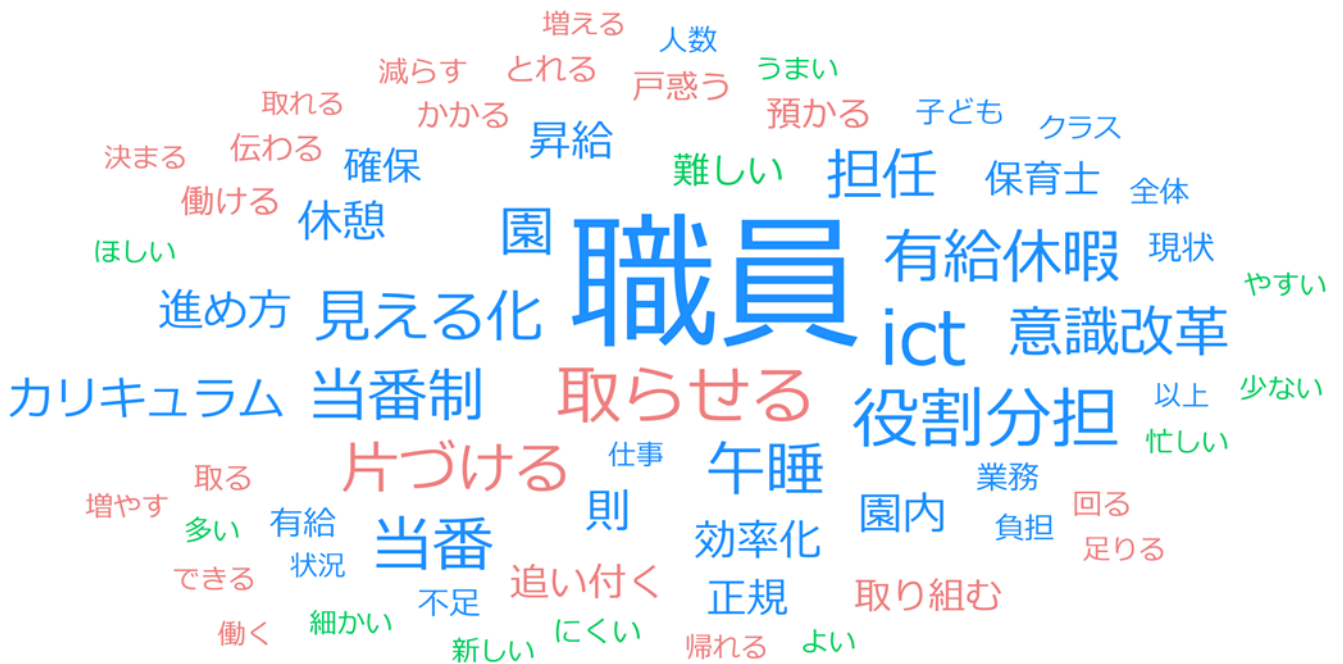 増える
人数
減らす
とれる
うまい
戸惑う
取れる
かかる
預かる
子ども
クラス
決まる
伝わる
確保
昇給
難しい
担任
保育士
全体
働ける
休憩
園
職員
有給休暇
現状
ほしい
やすい
進め方
見える化
ict
意識改革
カリキュラム
当番制
取らせる
役割分担
以上
少ない
片づける
仕事
午睡
忙しい
取る
業務
増やす
多い
有給
則
園内
回る
当番
効率化
負担
足りる
状況
できる
追い付く
不足
正規
取り組む
働く
細かい
新しい
にくい
帰れる
よい